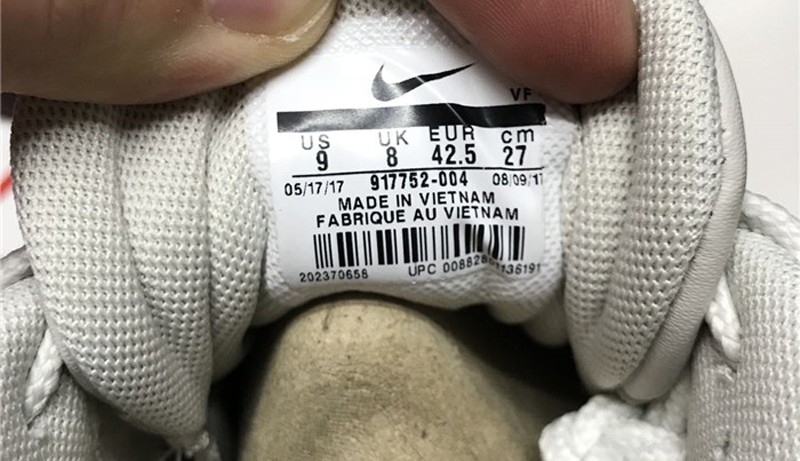 VF
US UK EUR cm
9 8 42.5 27
05/17/17 917752-004 08/09/17
MADE IN VIETNAM
FABRIQUE AU VIETNAM
202370658 UPC